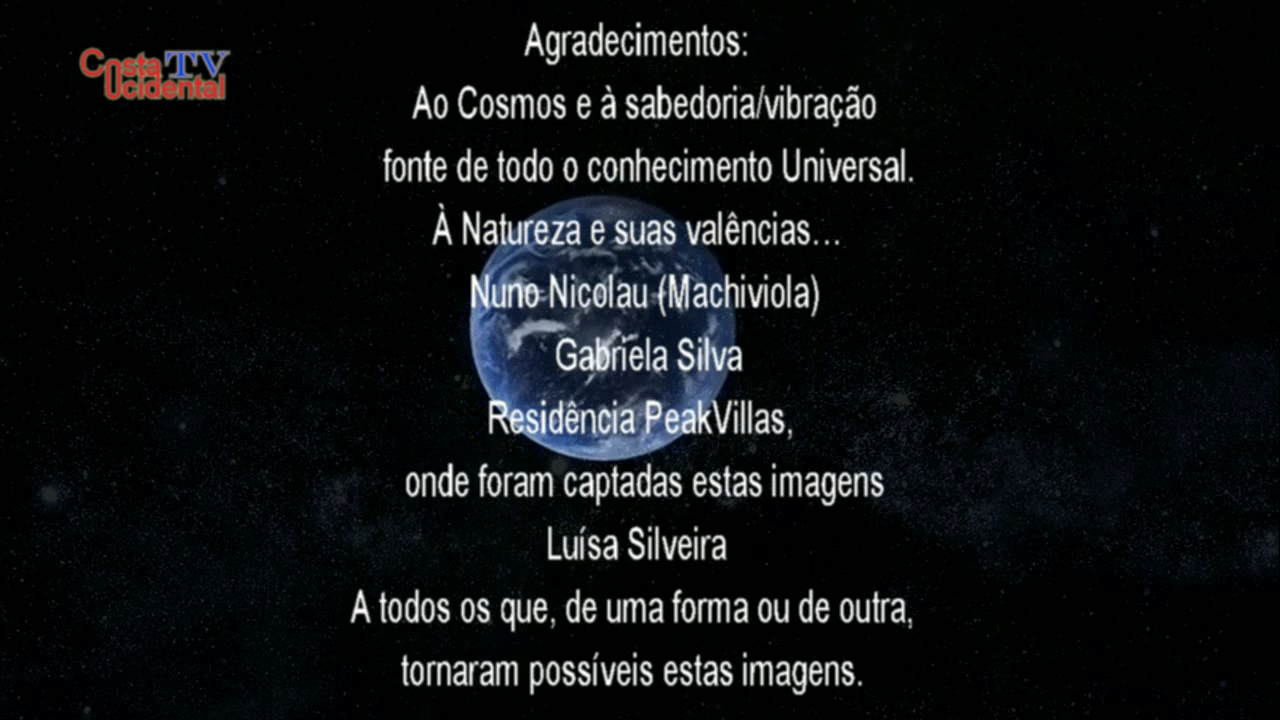 Costa TV
Ocidental
Agradecimentos:
Ao Cosmos e à sabedoria/vibração
fonte de todo o conhecimento Universal.
À Natureza e suas valências...
Nuno Nicolau (Machiviola)
Gabriela Silva
Residência PeakVillas,
onde foram captadas estas imagens
Luísa Silveira
A todos os que, de uma forma ou de outra,
tornaram possíveis estas imagens.